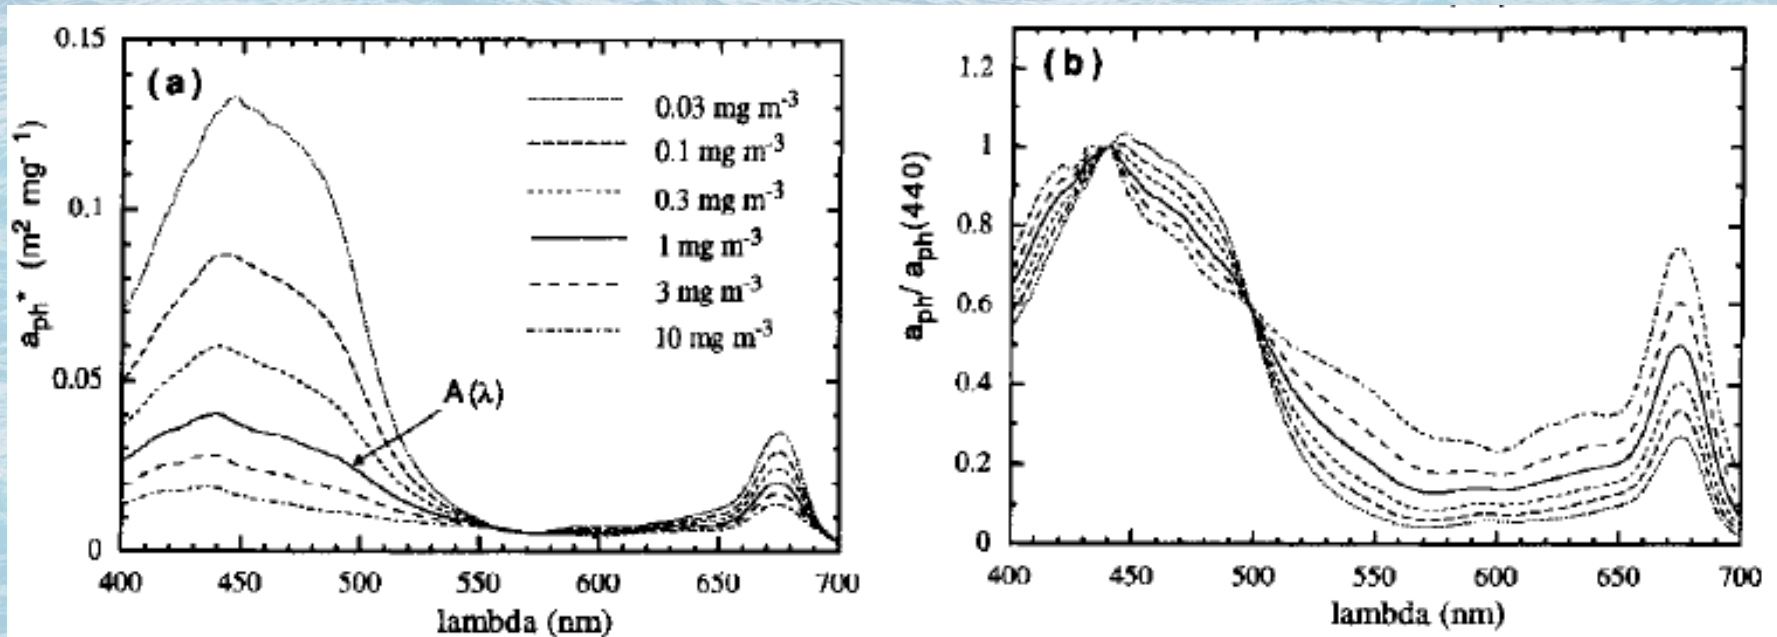 (a)
0.15
0.1
0.05
0
a_ph* (m² mg⁻¹)
0.03 mg m⁻³
0.1 mg m⁻³
0.3 mg m⁻³
1 mg m⁻³
3 mg m⁻³
10 mg m⁻³
A(λ)
400 450 500 550 600 650 700
lambda (nm)
(b)
1.2
1
0.8
0.6
0.4
0.2
0
a_ph/ a_ph(440)
400 450 500 550 600 650 700
lambda (nm)